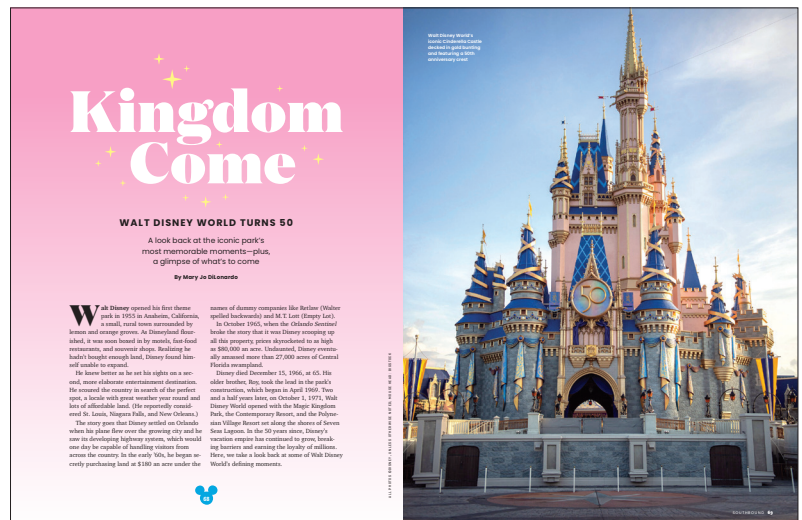 Kingdom
Come
WALT DISNEY WORLD TURNS 50
A look back at the iconic park's
most memorable moments—plus,
a glimpse of what's to come
By Mary Jo DiLonardo
Walt Disney opened his first theme
park in 1955 in Anaheim, California,
a small, rural town surrounded by
lemon and orange groves. As Disneyland flour-
ished, it was soon boxed in by motels, fast-food
restaurants, and souvenir shops. Realizing he
hadn't bought enough land, Disney found him-
self unable to expand.
He knew better as he set his sights on a sec-
ond, more elaborate entertainment destination.
He scoured the country in search of the perfect
spot, a locale with great weather year round and
lots of affordable land. (He reportedly consid-
ered St. Louis, Niagara Falls, and New Orleans.)
The story goes that Disney settled on Orlando
when his plane flew over the growing city and he
saw its developing highway system, which would
one day be capable of handling visitors from
across the country. In the early '60s, he began se-
cretly purchasing land at $180 an acre under the
names of dummy companies like Retlaw (Walter
spelled backwards) and M.T. Lott (Empty Lot).
In October 1965, when the Orlando Sentinel
broke the story that it was Disney scooping up
all this property, prices skyrocketed to as high
as $80,000 an acre. Undaunted, Disney eventu-
ally amassed more than 27,000 acres of Central
Florida swampland.
Disney died December 15, 1966, at 65. His
older brother, Roy, took the lead in the park's
construction, which began in April 1969. Two
and a half years later, on October 1, 1971, Walt
Disney World opened with the Magic Kingdom
Park, the Contemporary Resort, and the Polyne-
sian Village Resort set along the shores of Seven
Seas Lagoon. In the 50 years since, Disney's
vacation empire has continued to grow, break-
ing barriers and earning the loyalty of millions.
Here, we take a look back at some of Walt Disney
World's defining moments.
68
Walt Disney World's
iconic Cinderella Castle
decked in gold bunting
and featuring a 50th
anniversary crest
50
SOUTHBOUND